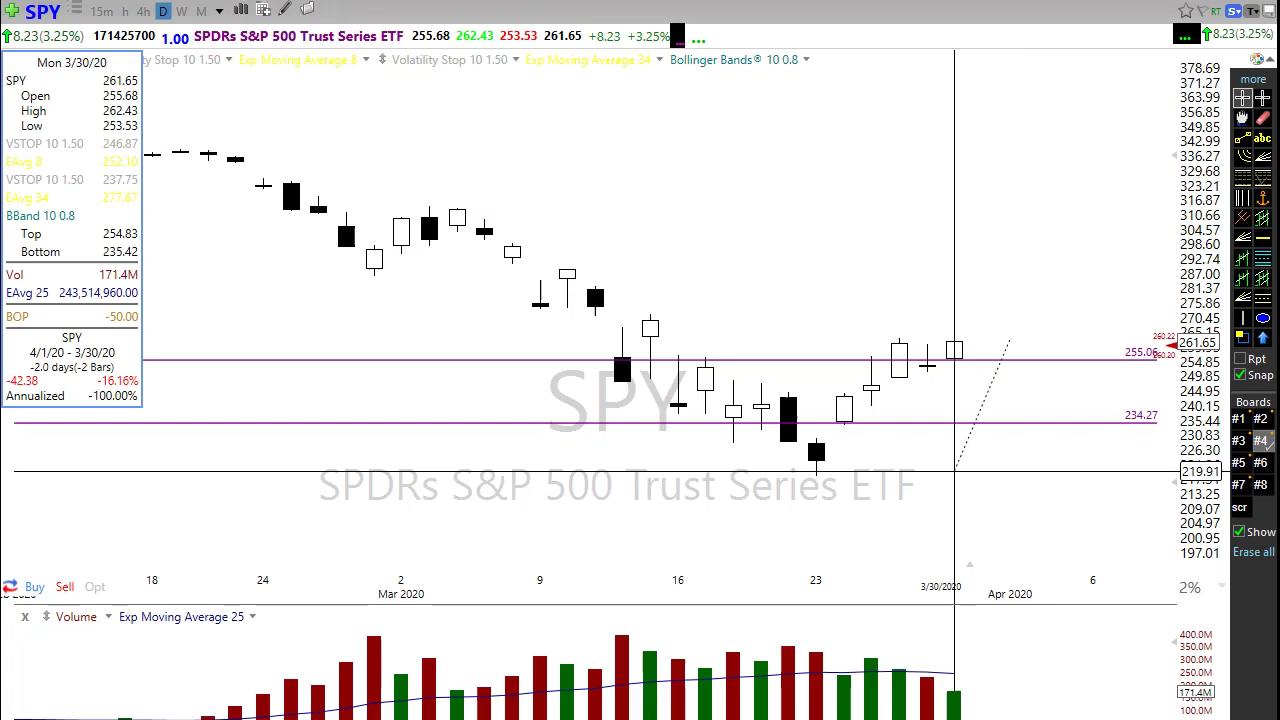 SPY 15m h 4h D W M RT S T
8.23(3.25%) 171425700 1.00 SPDRs S&P 500 Trust Series ETF 255.68 262.43 253.53 261.65 +8.23 +3.25% ... ... 8.23(3.25%)
ty Stop 10 1.50 Exp Moving Average 8 Volatility Stop 10 1.50 Exp Moving Average 34 Bollinger Bands® 10 0.8
Mon 3/30/20
SPY 261.65
Open 255.68
High 262.43
Low 253.53
VSTOP 10 1.50 246.87
EAvg 8 252.10
VSTOP 10 1.50 237.75
EAvg 34 277.67
BBand 10 0.8
Top 254.83
Bottom 235.42
Vol 171.4M
EAvg 25 243,514,960.00
BOP -50.00
SPY
4/1/20 - 3/30/20
-2.0 days(-2 Bars)
-42.38 -16.16%
Annualized -100.00%
SPY
SPDRs S&P 500 Trust Series ETF
255.06
234.27
378.69
371.27
363.99
356.85
349.85
342.99
336.27
329.68
323.21
316.87
310.66
304.57
298.60
292.74
287.00
281.37
275.86
270.45
265.15
260.22
261.65
260.20
254.85
249.85
244.95
240.15
235.44
230.83
226.30
219.91
213.25
209.07
204.97
200.95
197.01
2%
more
abc
Rpt
Snap
Boards
#1 #2
#3 #4
#5 #6
#7 #8
scr
Show
Erase all
Buy Sell Opt
18 24 2 9 16 23 3/30/2020 6
Mar 2020 Apr 2020
x Volume Exp Moving Average 25
400.0M
350.0M
300.0M
250.0M
200.0M
171.4M
100.0M